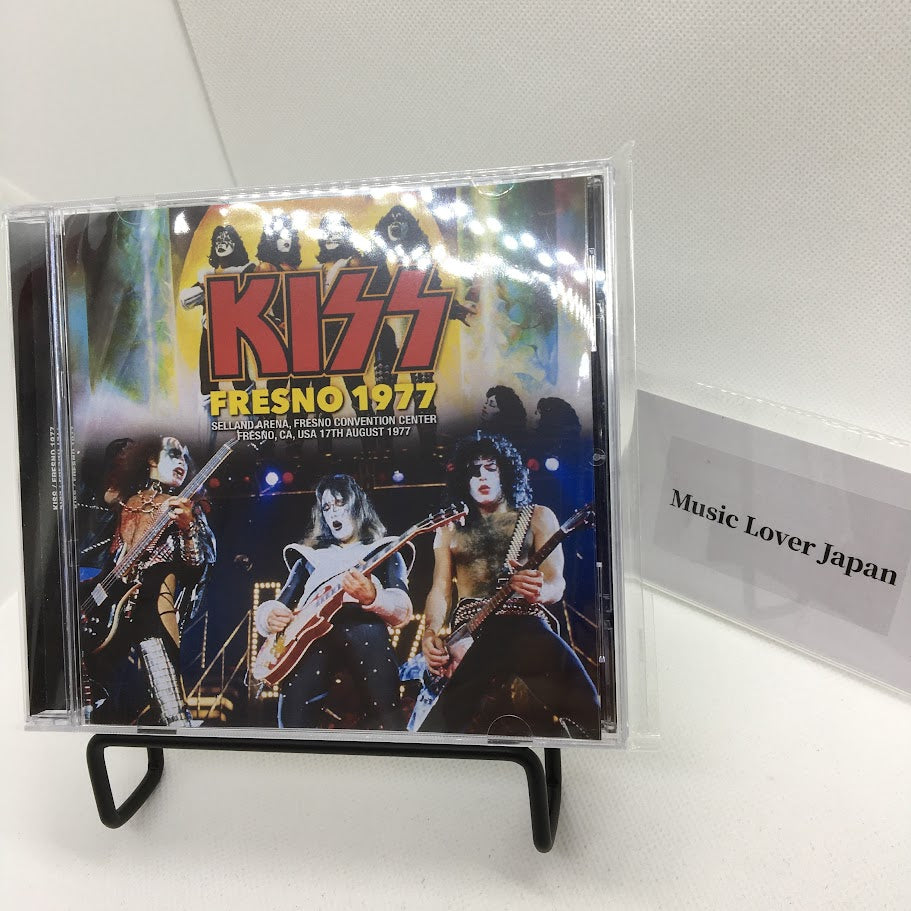 KISS
FRESNO 1977
SELLAND ARENA, FRESNO CONVENTION CENTER
FRESNO, CA, USA 17TH AUGUST 1977
KISS / FRESNO 1977
Music Lover Japan